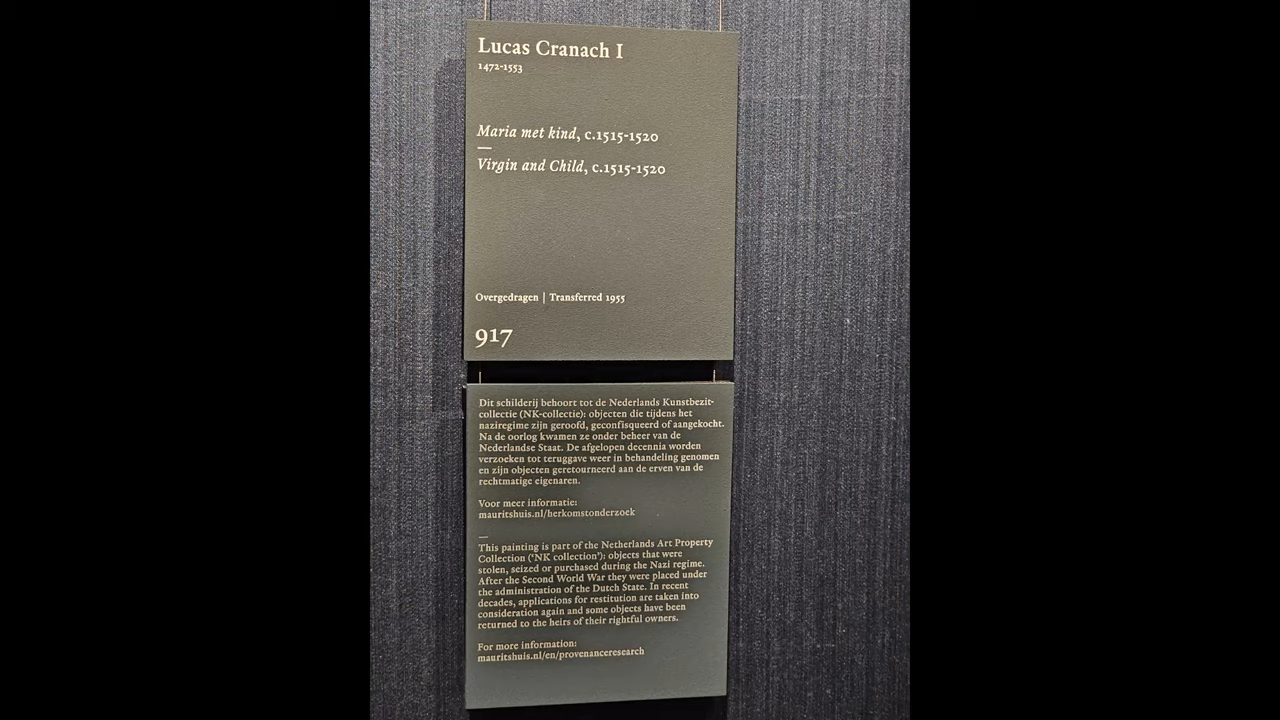 Lucas Cranach I
1472-1553
Maria met kind, c.1515-1520
—
Virgin and Child, c.1515-1520
Overgedragen | Transferred 1955
917
Dit schilderij behoort tot de Nederlands Kunstbezit-
collectie (NK-collectie): objecten die tijdens het
naziregime zijn geroofd, geconfisqueerd of aangekocht.
Na de oorlog kwamen ze onder beheer van de
Nederlandse Staat. De afgelopen decennia worden
verzoeken tot teruggave weer in behandeling genomen
en zijn objecten geretourneerd aan de erven van de
rechtmatige eigenaren.
Voor meer informatie:
mauritshuis.nl/herkomstonderzoek
—
This painting is part of the Netherlands Art Property
Collection ('NK collection'): objects that were
stolen, seized or purchased during the Nazi regime.
After the Second World War they were placed under
the administration of the Dutch State. In recent
decades, applications for restitution are taken into
consideration again and some objects have been
returned to the heirs of their rightful owners.
For more information:
mauritshuis.nl/en/provenanceresearch